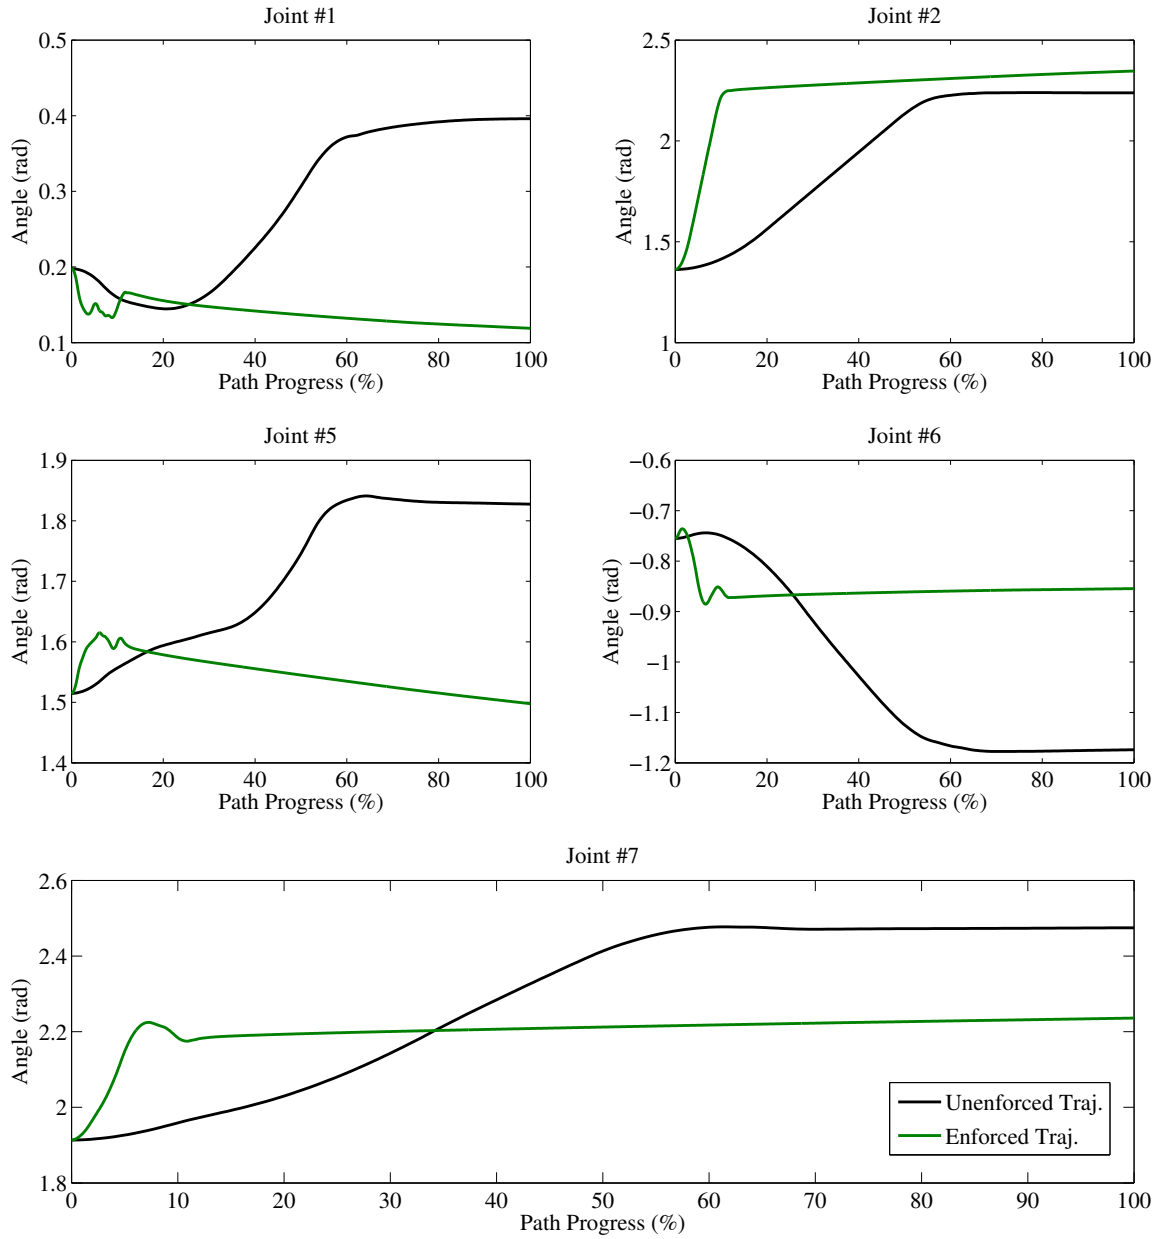 Joint #1
0.5
0.4
0.3
0.2
0.1
Angle (rad)
0 20 40 60 80 100
Path Progress (%)
Joint #2
2.5
2
1.5
1
Angle (rad)
0 20 40 60 80 100
Path Progress (%)
Joint #5
1.9
1.8
1.7
1.6
1.5
1.4
Angle (rad)
0 20 40 60 80 100
Path Progress (%)
Joint #6
−0.6
−0.7
−0.8
−0.9
−1
−1.1
−1.2
Angle (rad)
0 20 40 60 80 100
Path Progress (%)
Joint #7
2.6
2.4
2.2
2
1.8
Angle (rad)
0 10 20 30 40 50 60 70 80 90 100
Path Progress (%)
Unenforced Traj.
Enforced Traj.